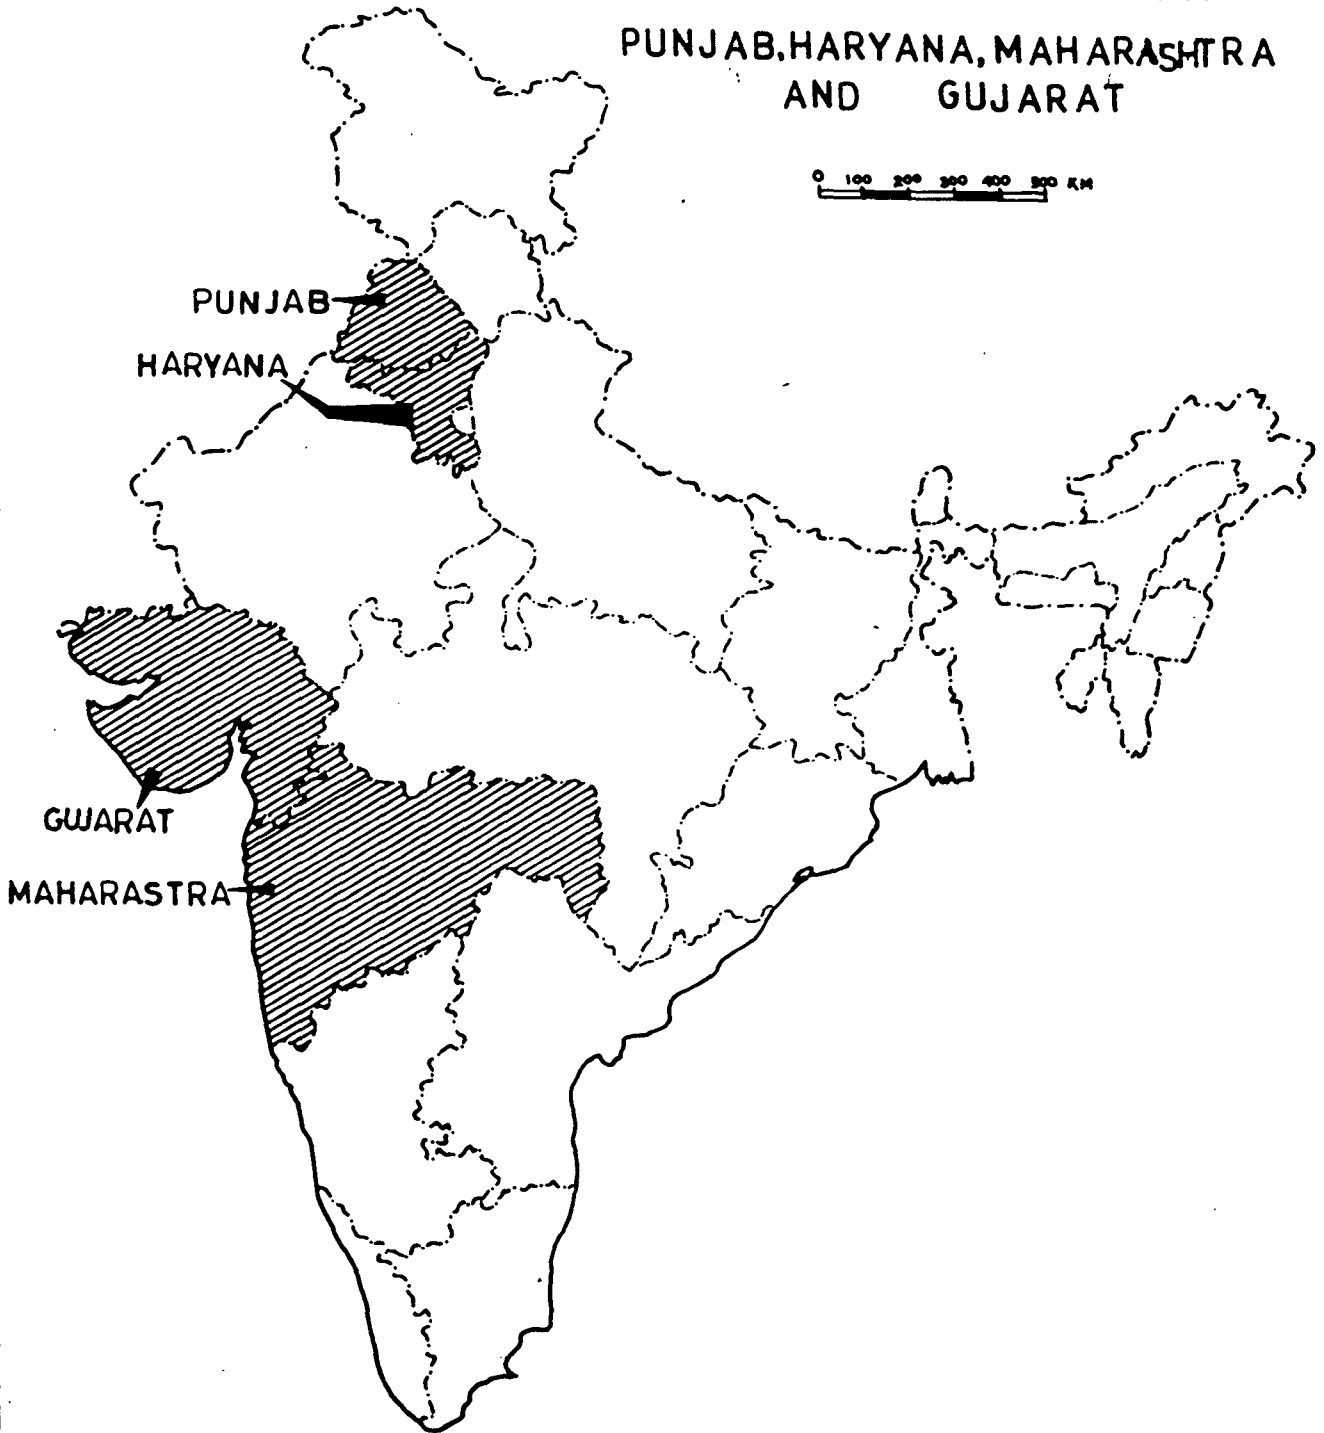 PUNJAB, HARYANA, MAHARASHTRA
AND GUJARAT
0 100 200 300 400 500 KM
PUNJAB
HARYANA
GUJARAT
MAHARASTRA